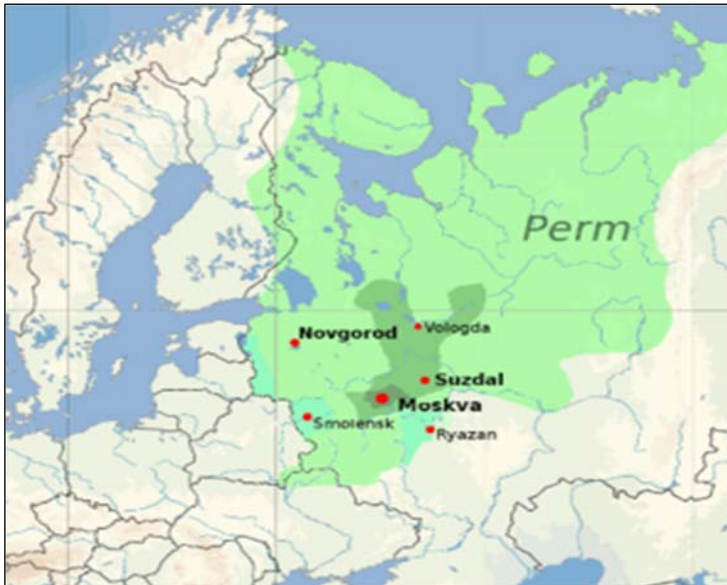 Perm
Novgorod
Vologda
Suzdal
Moskva
Smolensk
Ryazan